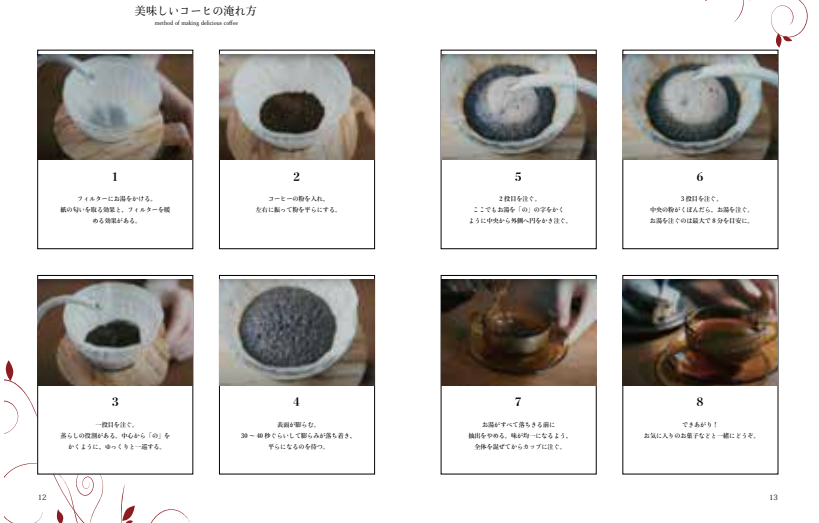 美味しいコーヒの淹れ方
method of making delicious coffee
1
フィルターにお湯をかける。
紙の匂いを取る効果と、フィルターを暖
める効果がある。
2
コーヒーの粉を入れ、
左右に振って粉を平らにする。
3
一投目を注ぐ。
蒸らしの役割がある。中心から「の」を
かくように、ゆっくりと一巡する。
4
表面が膨らむ。
30 〜 40 秒ぐらいして膨らみが落ち着き、
平らになるのを待つ。
12
5
2 投目を注ぐ。
ここでもお湯を「の」の字をかく
ように中央から外側へ円をかき注ぐ。
6
3 投目を注ぐ。
中央の粉がくぼんだら、お湯を注ぐ。
お湯を注ぐのは最大で 8 分を目安に。
7
お湯がすべて落ちきる前に
抽出をやめる。味が均一になるよう、
全体を混ぜてからカップに注ぐ。
8
できあがり！
お気に入りのお菓子などと一緒にどうぞ。
13